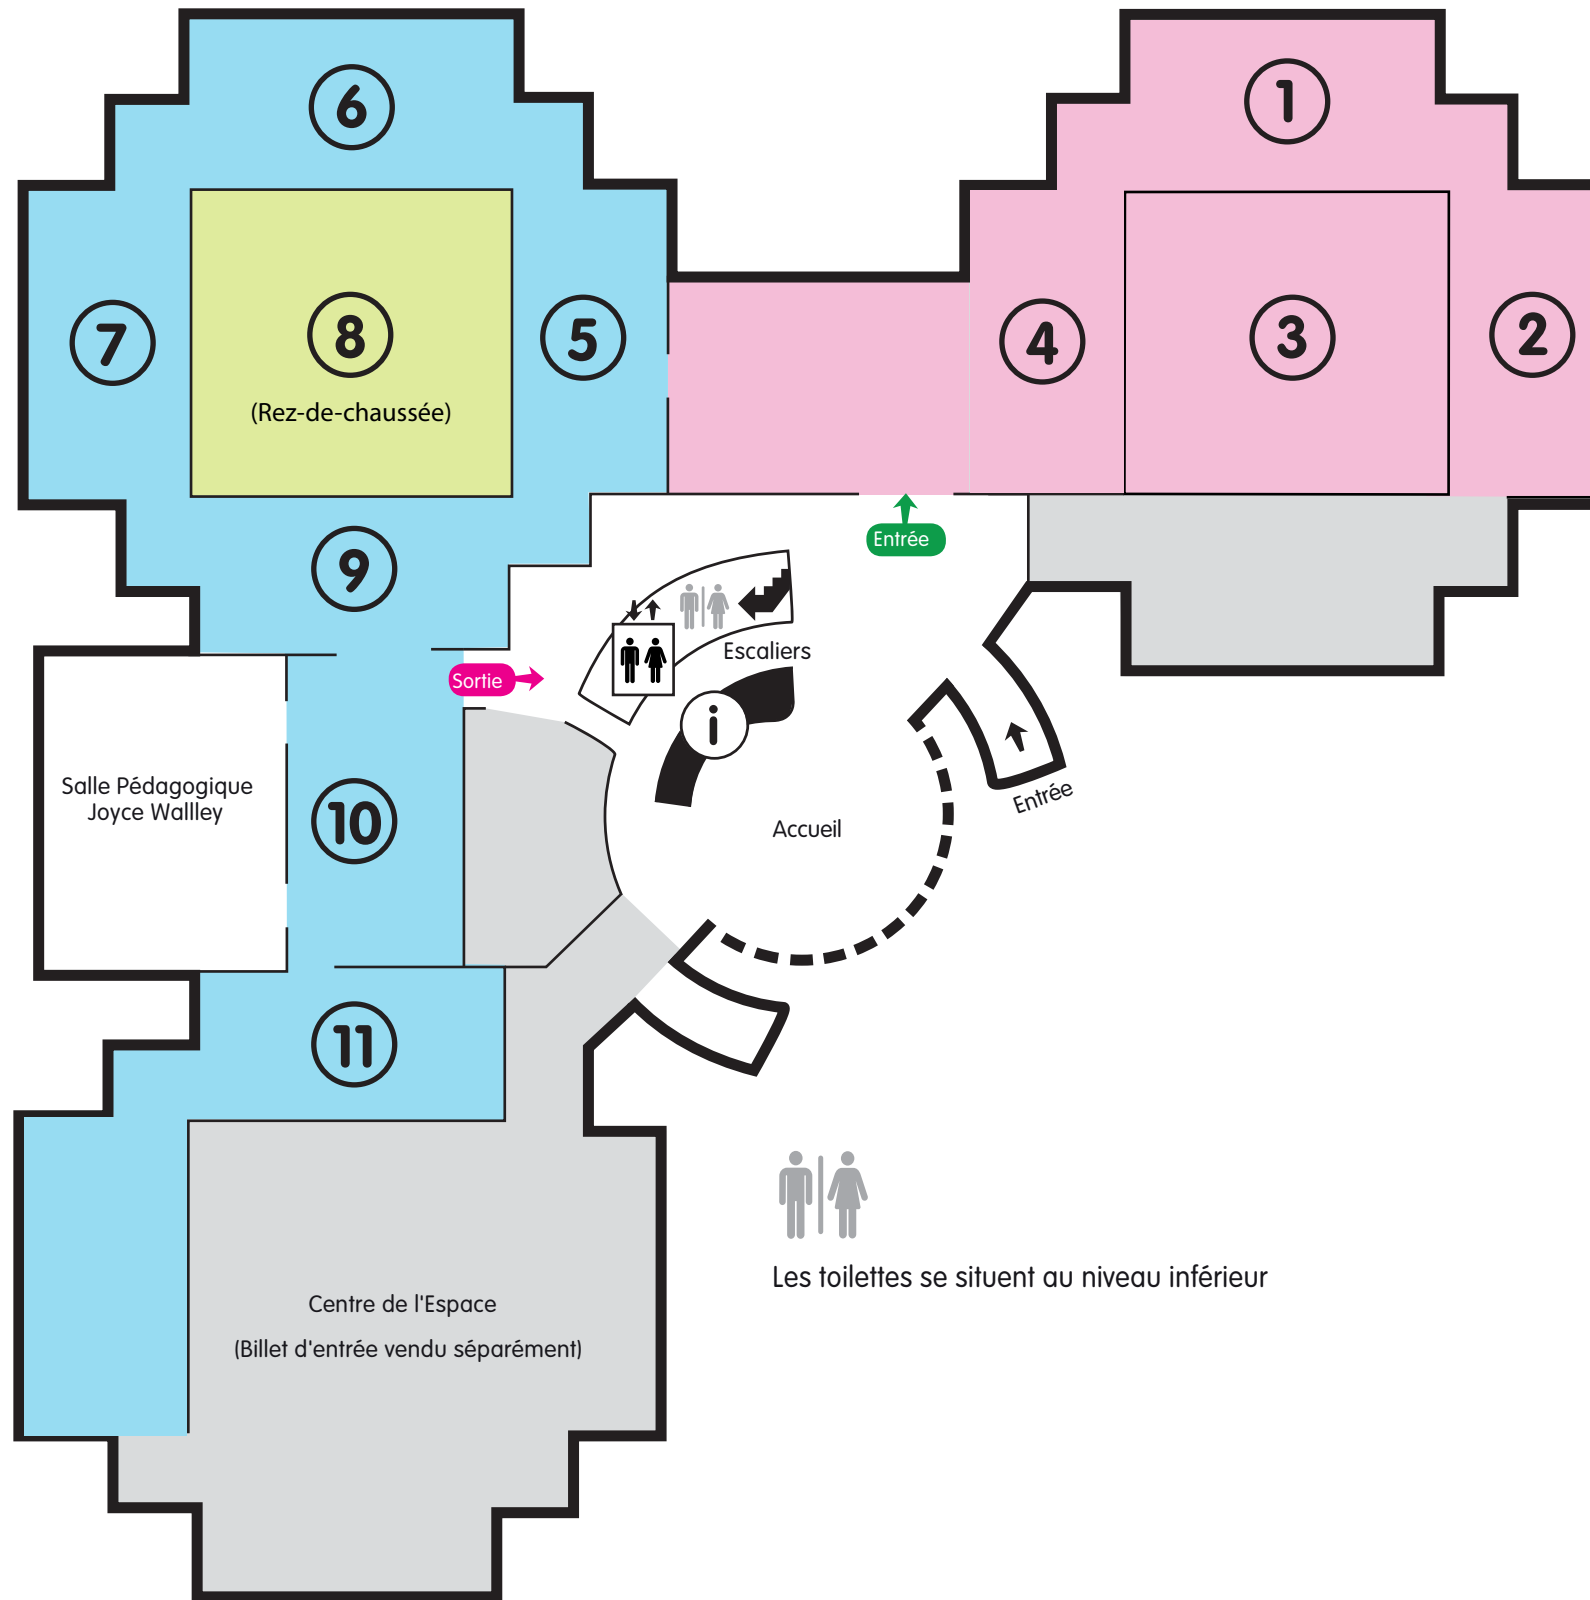 6
1
7
8
(Rez-de-chaussée)
5
4
3
2
9
Entrée
Escaliers
Sortie
i
Salle Pédagogique
Joyce Wallley
10
Accueil
Entrée
11
Les toilettes se situent au niveau inférieur
Centre de l'Espace
(Billet d'entrée vendu séparément)